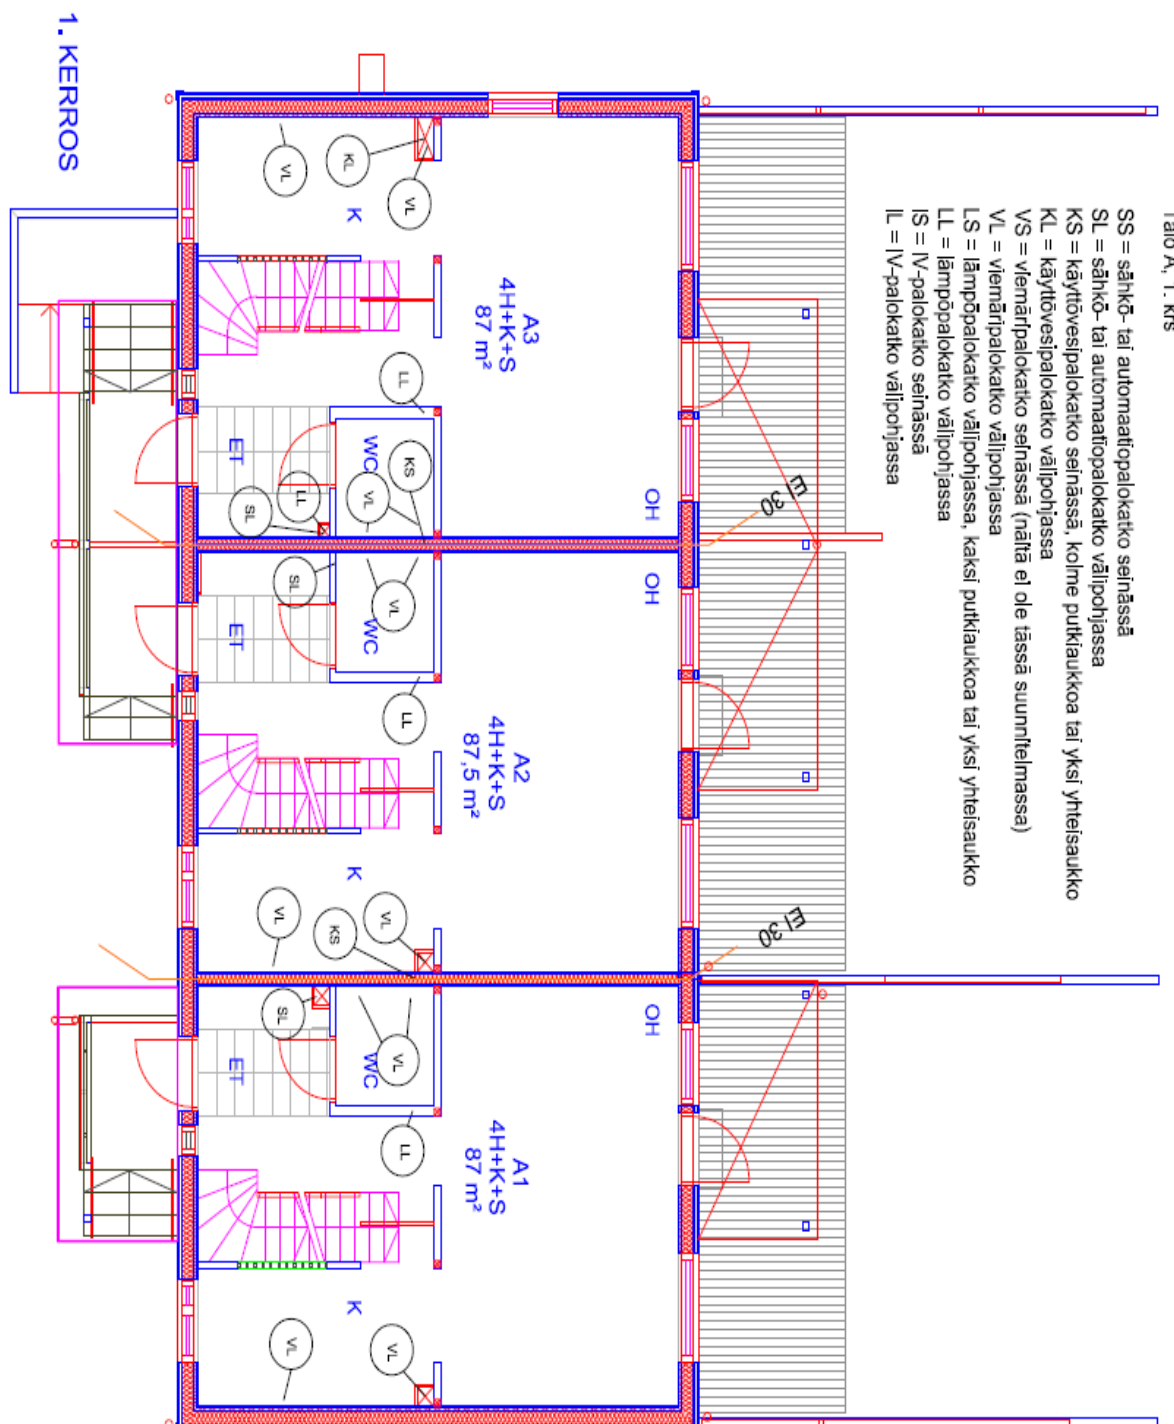 Talo A, 1. krs
SS = sähkö- tai automaatiopalokatko seinässä
SL = sähkö- tai automaatiopalokatko välipohjassa
KS = käyttövesipalokatko seinässä, kolme putkiaukkoa tai yksi yhteisaukko
KL = käyttövesipalokatko välipohjassa
VS = viemäripalokatko seinässä (näitä ei ole tässä suunnitelmassa)
VL = viemäripalokatko välipohjassa
LS = lämpöpalokatko välipohjassa, kaksi putkiaukkoa tai yksi yhteisaukko
LL = lämpöpalokatko välipohjassa
IS = IV-palokatko seinässä
IL = IV-palokatko välipohjassa
1. KERROS
A3
4H+K+S
87 m²
VL
KL
VL
K
LL
ET
WC
KS
VL
LL
SL
OH
EI 30
A2
4H+K+S
87,5 m²
OH
SL
VL
ET
WC
LL
K
VL
KS
VL
EI 30
A1
4H+K+S
87 m²
OH
SL
VL
ET
WC
LL
K
VL
VL